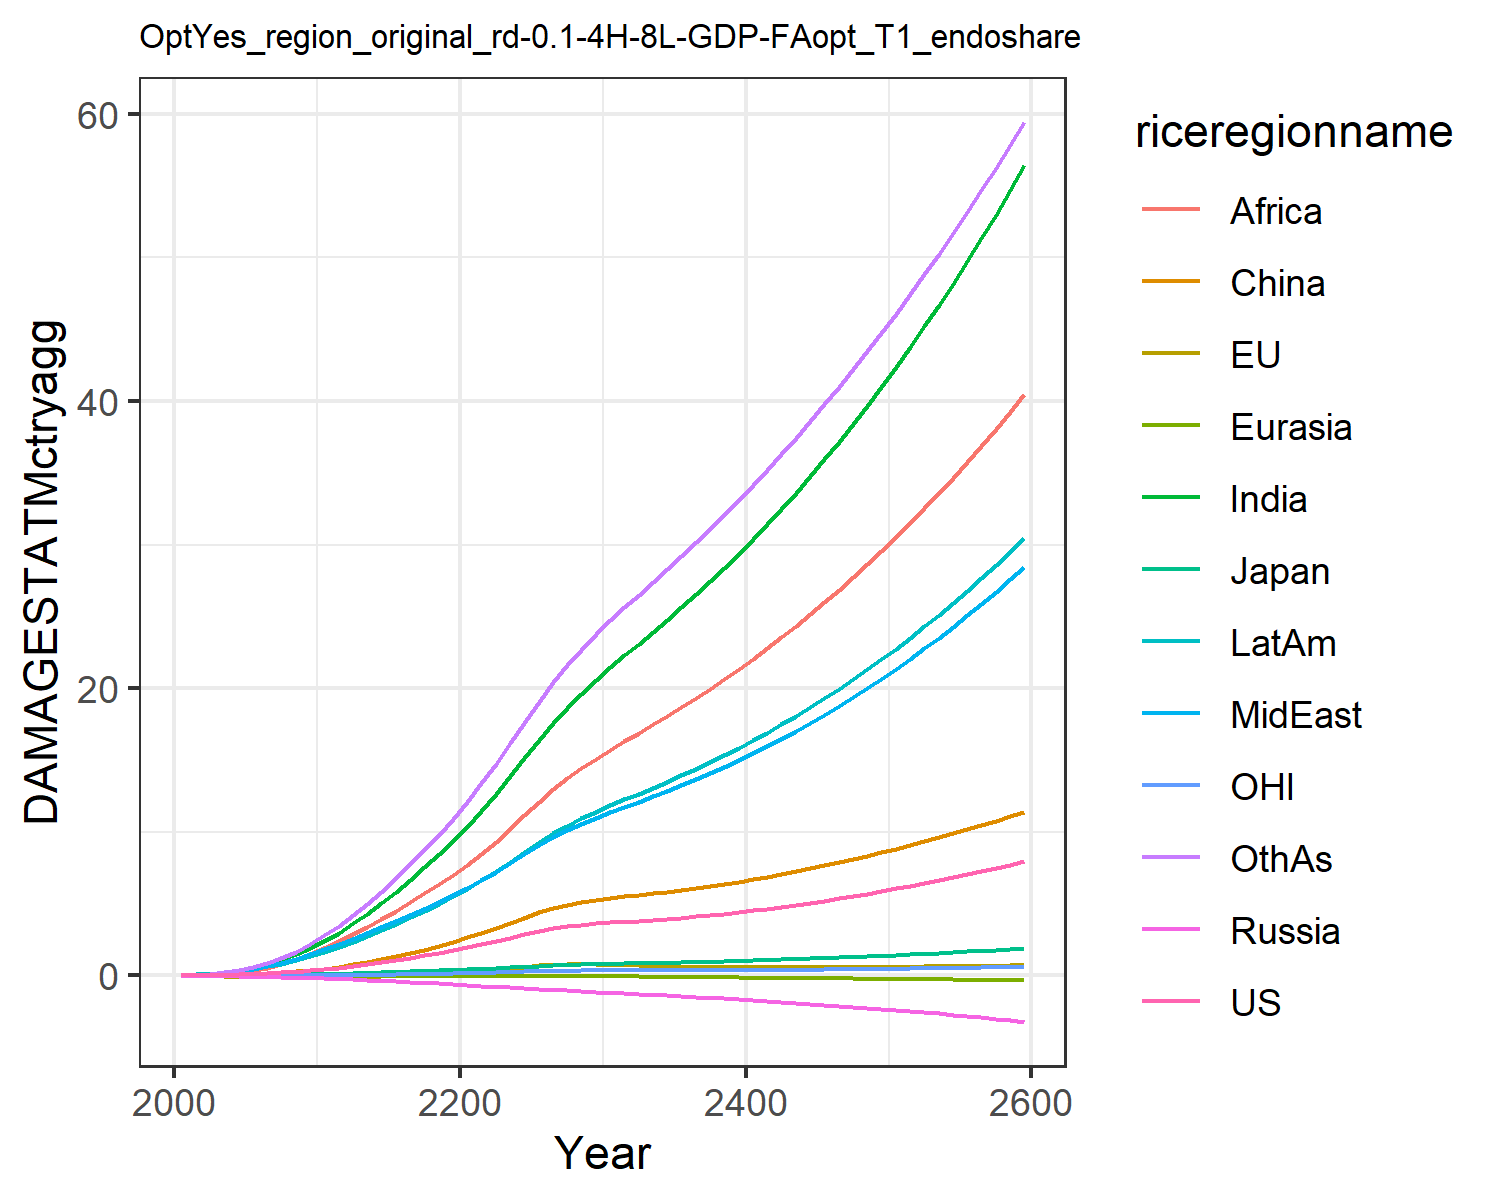 OptYes_region_original_rd-0.1-4H-8L-GDP-FAopt_T1_endoshare
60
40
20
0
DAMAGESTATMctryagg
2000 2200 2400 2600
Year
riceregionname
Africa
China
EU
Eurasia
India
Japan
LatAm
MidEast
OHI
OthAs
Russia
US